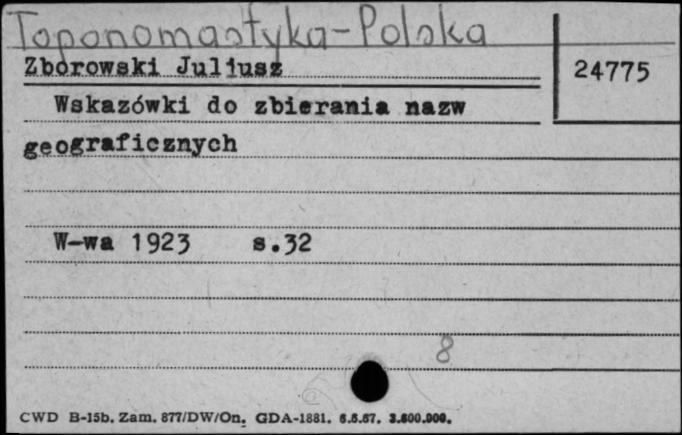 Toponomastyka-Polska
Zborowski Juliusz
24775
Wskazówki do zbierania nazw
geograficznych
W-wa 1923 s.32
8
CWD B-15b. Zam. 877/DW/On. GDA-1881. 6.5.67. 3.600.000.